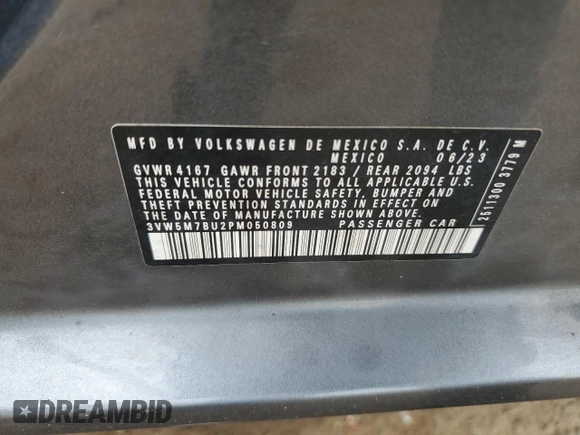 MFD BY VOLKSWAGEN DE MEXICO S.A. DE C.V.
MEXICO 06/23
GVWR 4167 GAWR FRONT 2183 / REAR 2094 LBS
THIS VEHICLE CONFORMS TO ALL APPLICABLE U.S.
FEDERAL MOTOR VEHICLE SAFETY, BUMPER, AND
THEFT PREVENTION STANDARDS IN EFFECT ON
THE DATE OF MANUFACTURE SHOWN ABOVE.
3VW5M7BU2PM050809 PASSENGER CAR
2511300 3779 M
DREAMBID